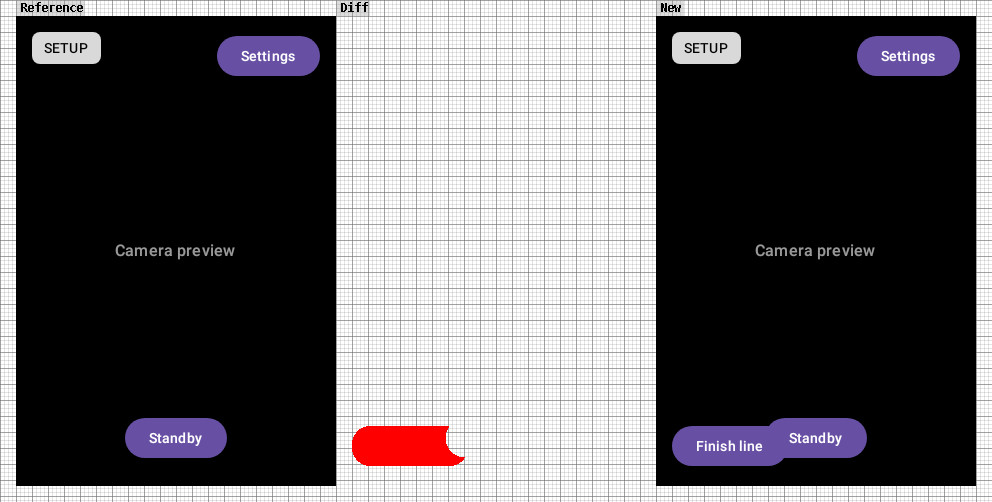 Reference
Diff
New
SETUP
Settings
SETUP
Settings
Camera preview
Camera preview
Standby
Finish line
Standby